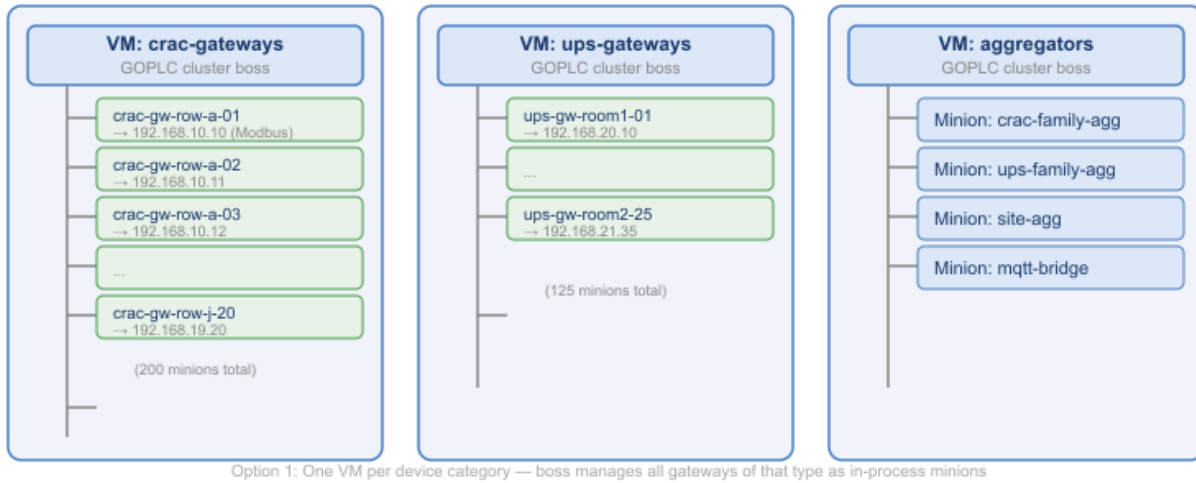 VM: crac-gateways
GOPLC cluster boss
crac-gw-row-a-01
→ 192.168.10.10 (Modbus)
crac-gw-row-a-02
→ 192.168.10.11
crac-gw-row-a-03
→ 192.168.10.12
...
crac-gw-row-j-20
→ 192.168.19.20
(200 minions total)
VM: ups-gateways
GOPLC cluster boss
ups-gw-room1-01
→ 192.168.20.10
...
ups-gw-room2-25
→ 192.168.21.35
(125 minions total)
VM: aggregators
GOPLC cluster boss
Minion: crac-family-agg
Minion: ups-family-agg
Minion: site-agg
Minion: mqtt-bridge
Option 1: One VM per device category — boss manages all gateways of that type as in-process minions